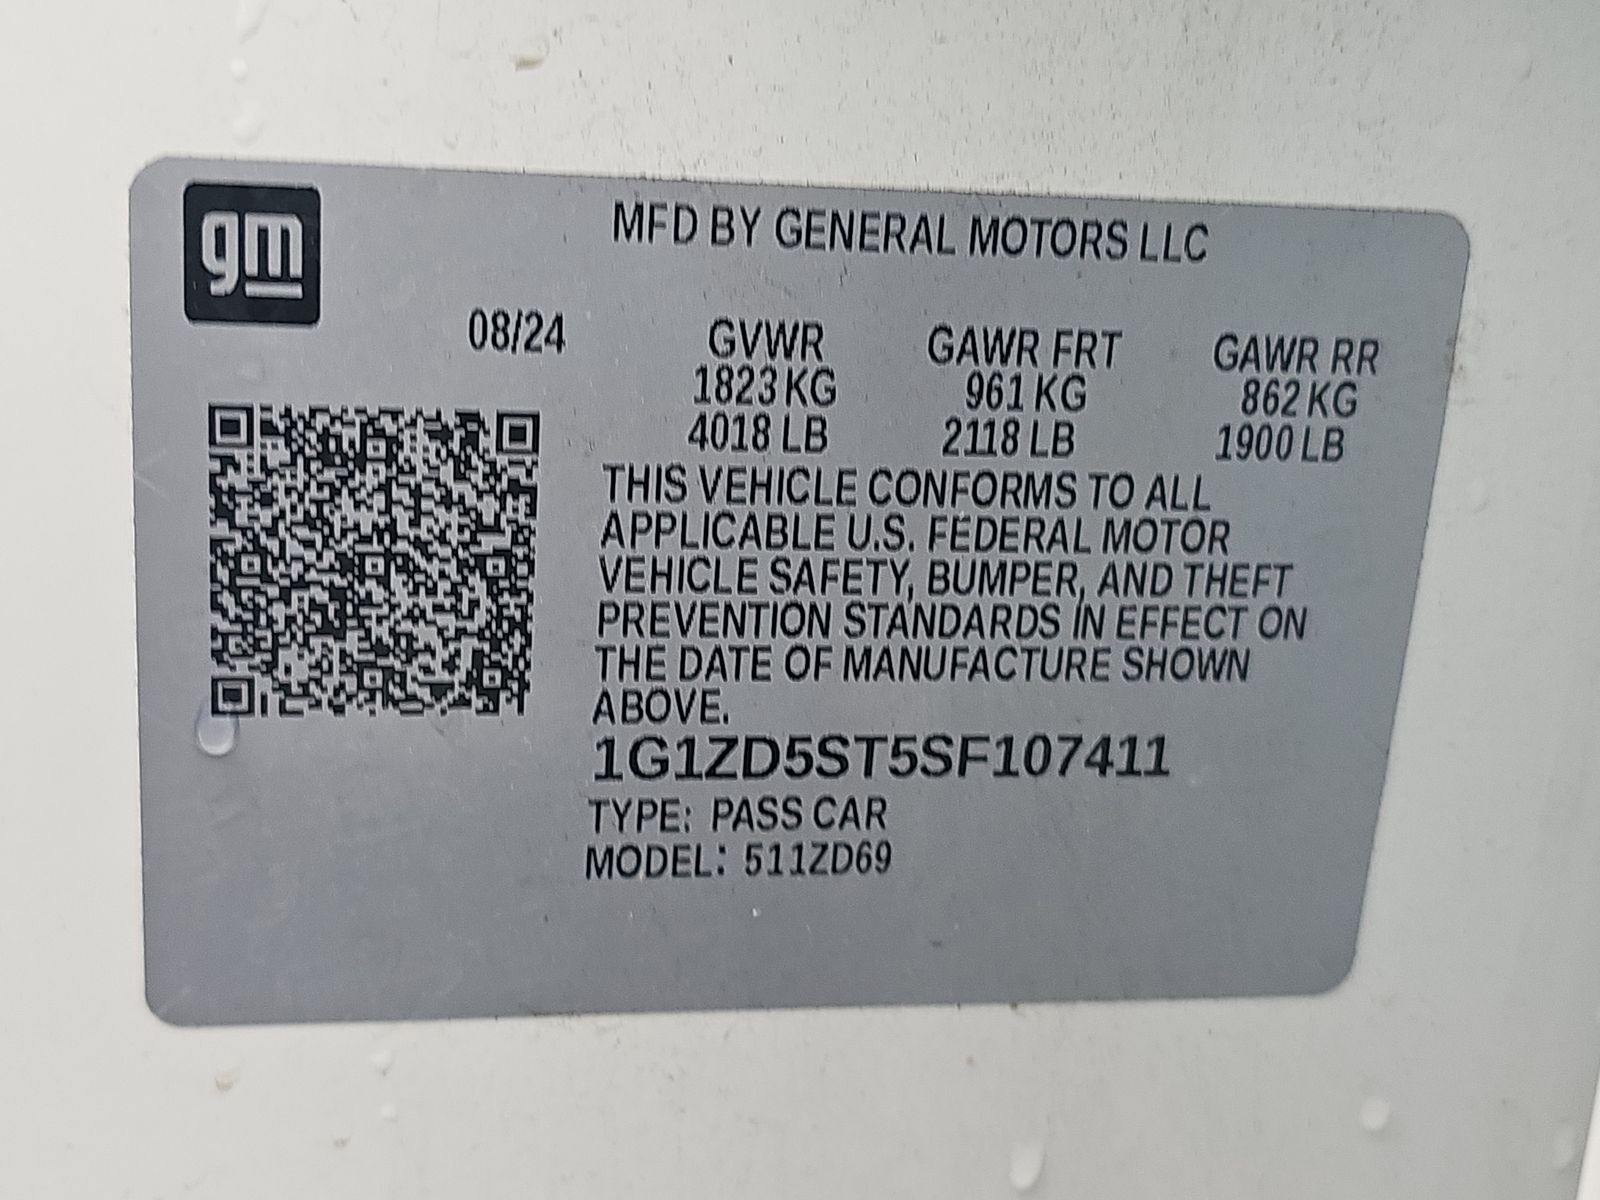 gm
MFD BY GENERAL MOTORS LLC
08/24 GVWR GAWR FRT GAWR RR
1823 KG 961 KG 862 KG
4018 LB 2118 LB 1900 LB
THIS VEHICLE CONFORMS TO ALL
APPLICABLE U.S. FEDERAL MOTOR
VEHICLE SAFETY, BUMPER, AND THEFT
PREVENTION STANDARDS IN EFFECT ON
THE DATE OF MANUFACTURE SHOWN
ABOVE.
1G1ZD5ST5SF107411
TYPE: PASS CAR
MODEL: 511ZD69